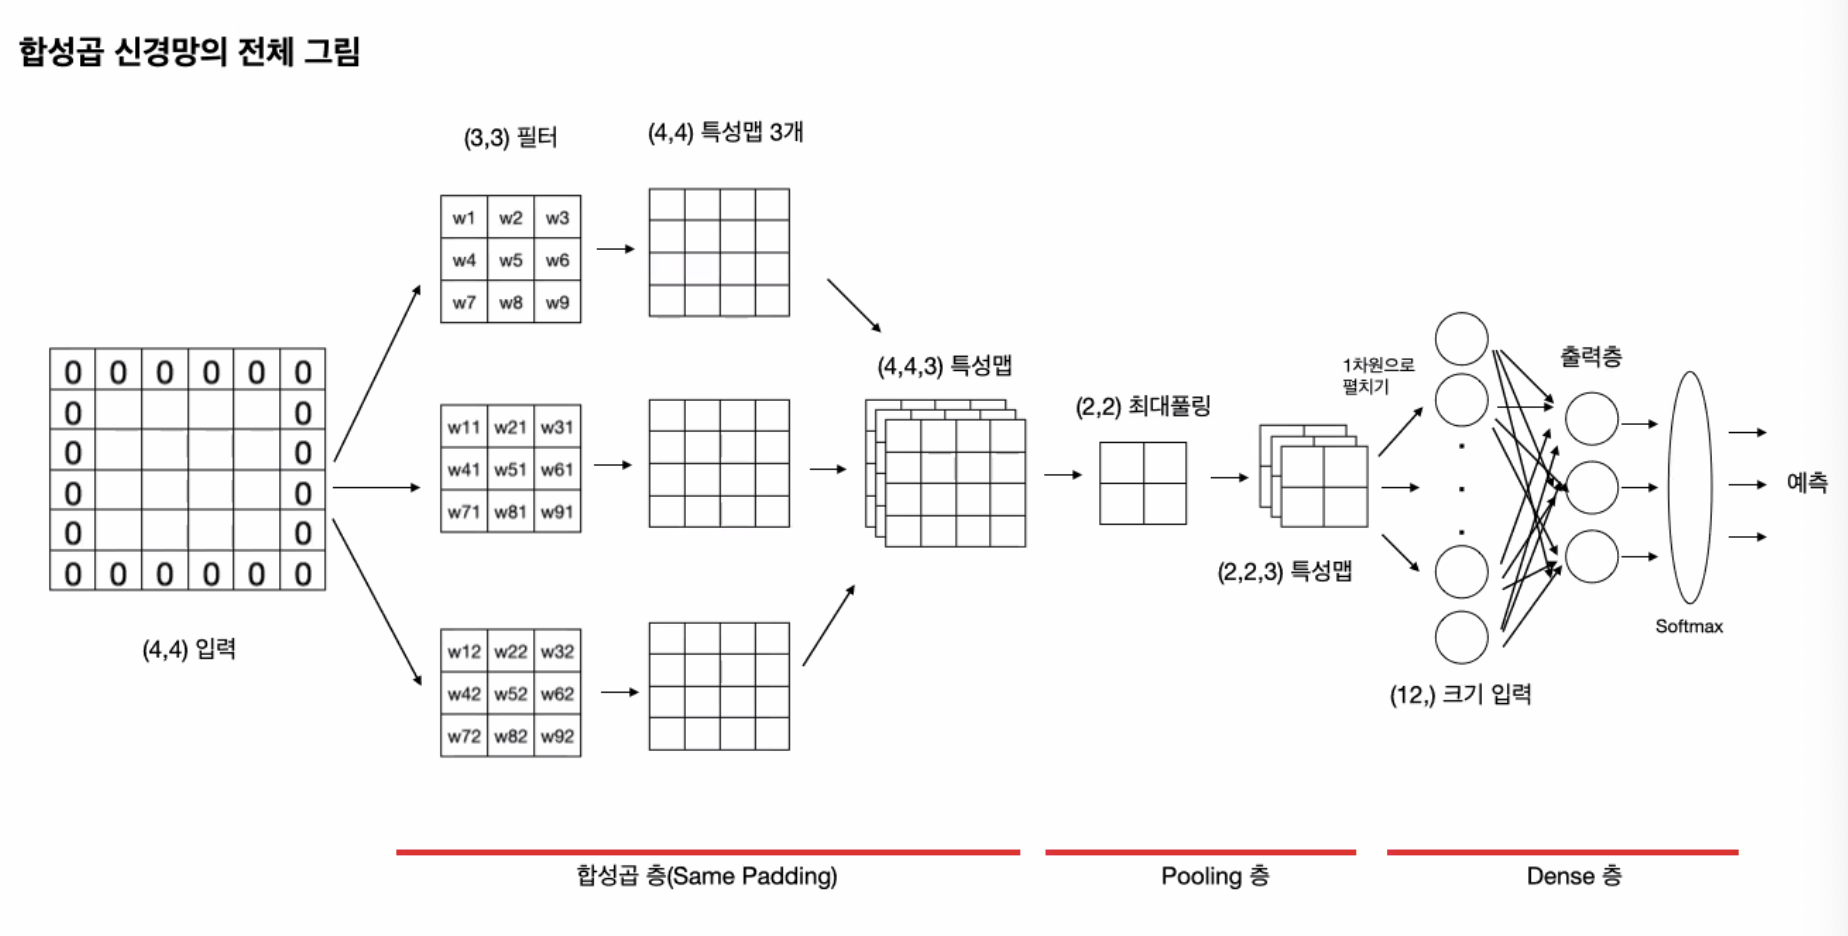 합성곱 신경망의 전체 그림
(3,3) 필터
(4,4) 특성맵 3개
w1 w2 w3
w4 w5 w6
w7 w8 w9
0 0 0 0 0 0
0 0
0 0
0 0
0 0
0 0 0 0 0 0
(4,4) 입력
w11 w21 w31
w41 w51 w61
w71 w81 w91
w12 w22 w32
w42 w52 w62
w72 w82 w92
(4,4,3) 특성맵
(2,2) 최대풀링
(2,2,3) 특성맵
1차원으로
펼치기
(12,) 크기 입력
출력층
Softmax
예측
합성곱 층(Same Padding)
Pooling 층
Dense 층